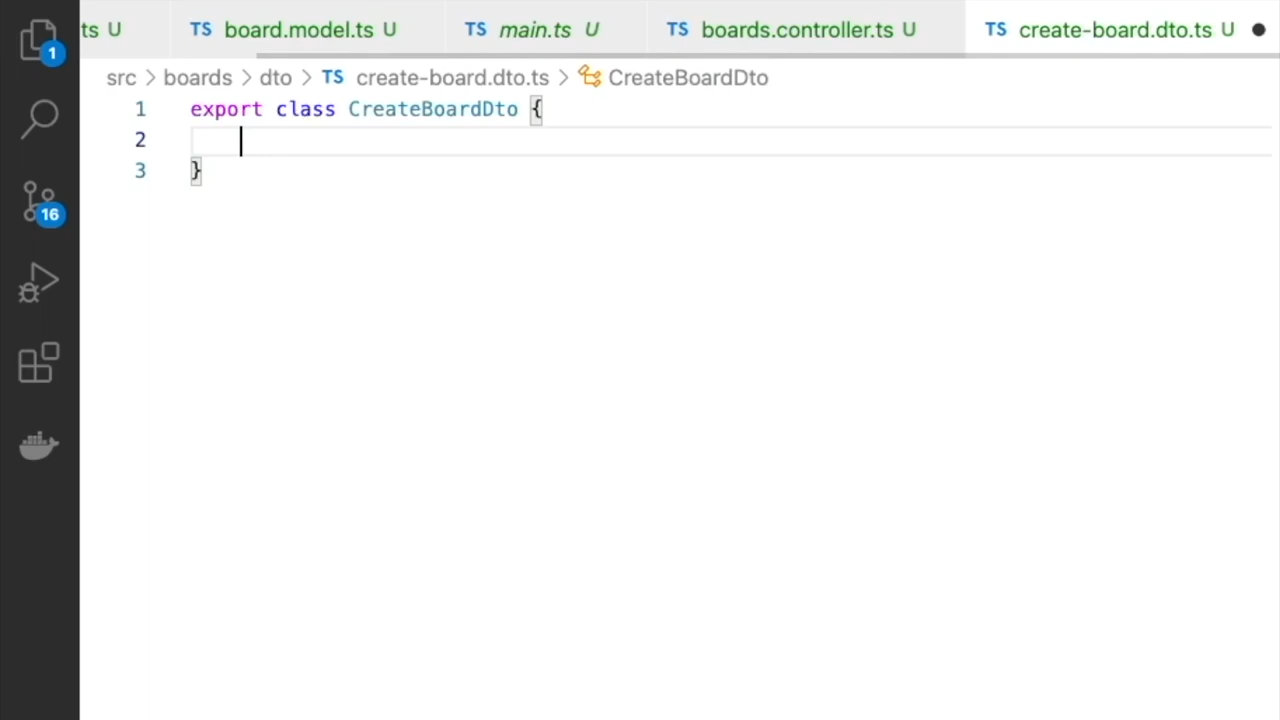 ts U TS board.model.ts U TS main.ts U TS boards.controller.ts U TS create-board.dto.ts U
src > boards > dto > TS create-board.dto.ts > CreateBoardDto
1 export class CreateBoardDto {
2
3 }
1
16